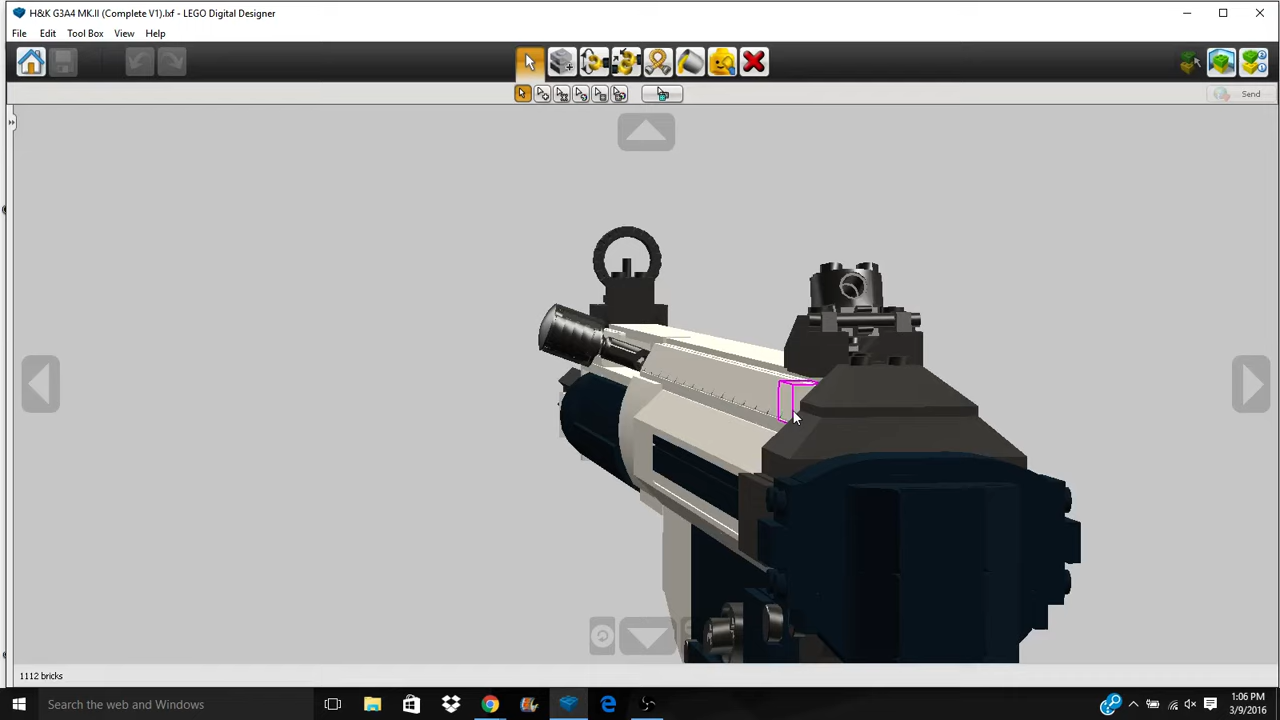 H&K G3A4 MK.II (Complete V1).lxf - LEGO Digital Designer
File Edit Tool Box View Help
Send
1112 bricks
Search the web and Windows
1:06 PM
3/9/2016